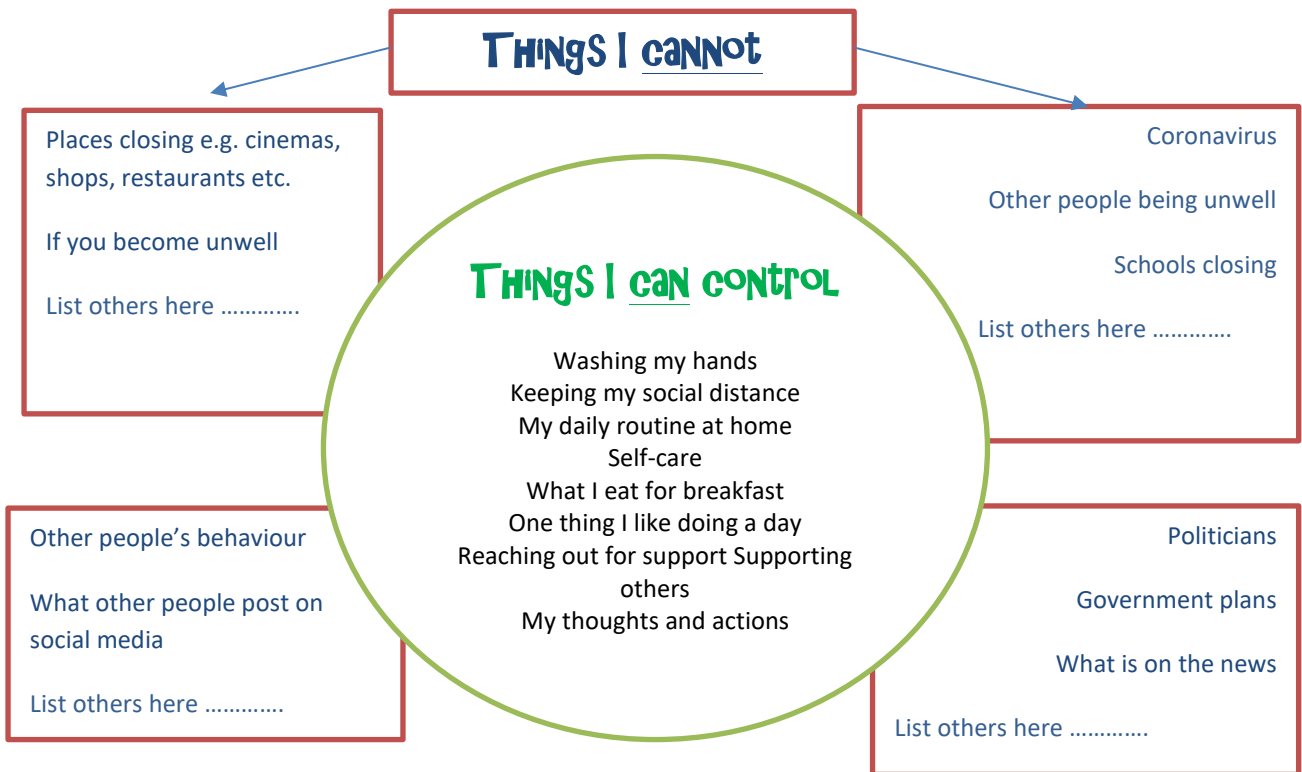 Things I cannot
Places closing e.g. cinemas,
shops, restaurants etc.
If you become unwell
List others here ………….
Coronavirus
Other people being unwell
Schools closing
List others here ………….
Things I can control
Washing my hands
Keeping my social distance
My daily routine at home
Self-care
What I eat for breakfast
One thing I like doing a day
Reaching out for support Supporting
others
My thoughts and actions
Other people’s behaviour
What other people post on
social media
List others here ………….
Politicians
Government plans
What is on the news
List others here ………….